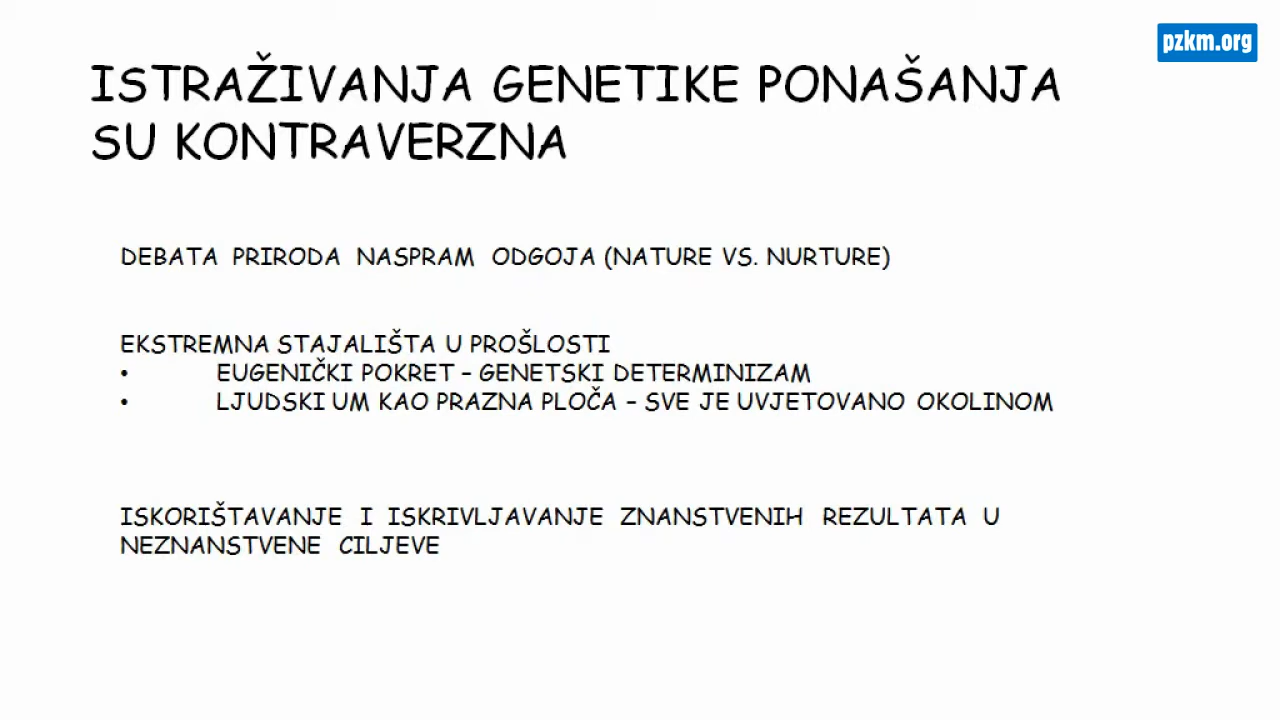 pzkm.org
ISTRAŽIVANJA GENETIKE PONAŠANJA
SU KONTRAVERZNA
DEBATA PRIRODA NASPRAM ODGOJA (NATURE VS. NURTURE)
EKSTREMNA STAJALIŠTA U PROŠLOSTI
• EUGENIČKI POKRET – GENETSKI DETERMINIZAM
• LJUDSKI UM KAO PRAZNA PLOČA – SVE JE UVJETOVANO OKOLINOM
ISKORIŠTAVANJE I ISKRIVLJAVANJE ZNANSTVENIH REZULTATA U
NEZNANSTVENE CILJEVE